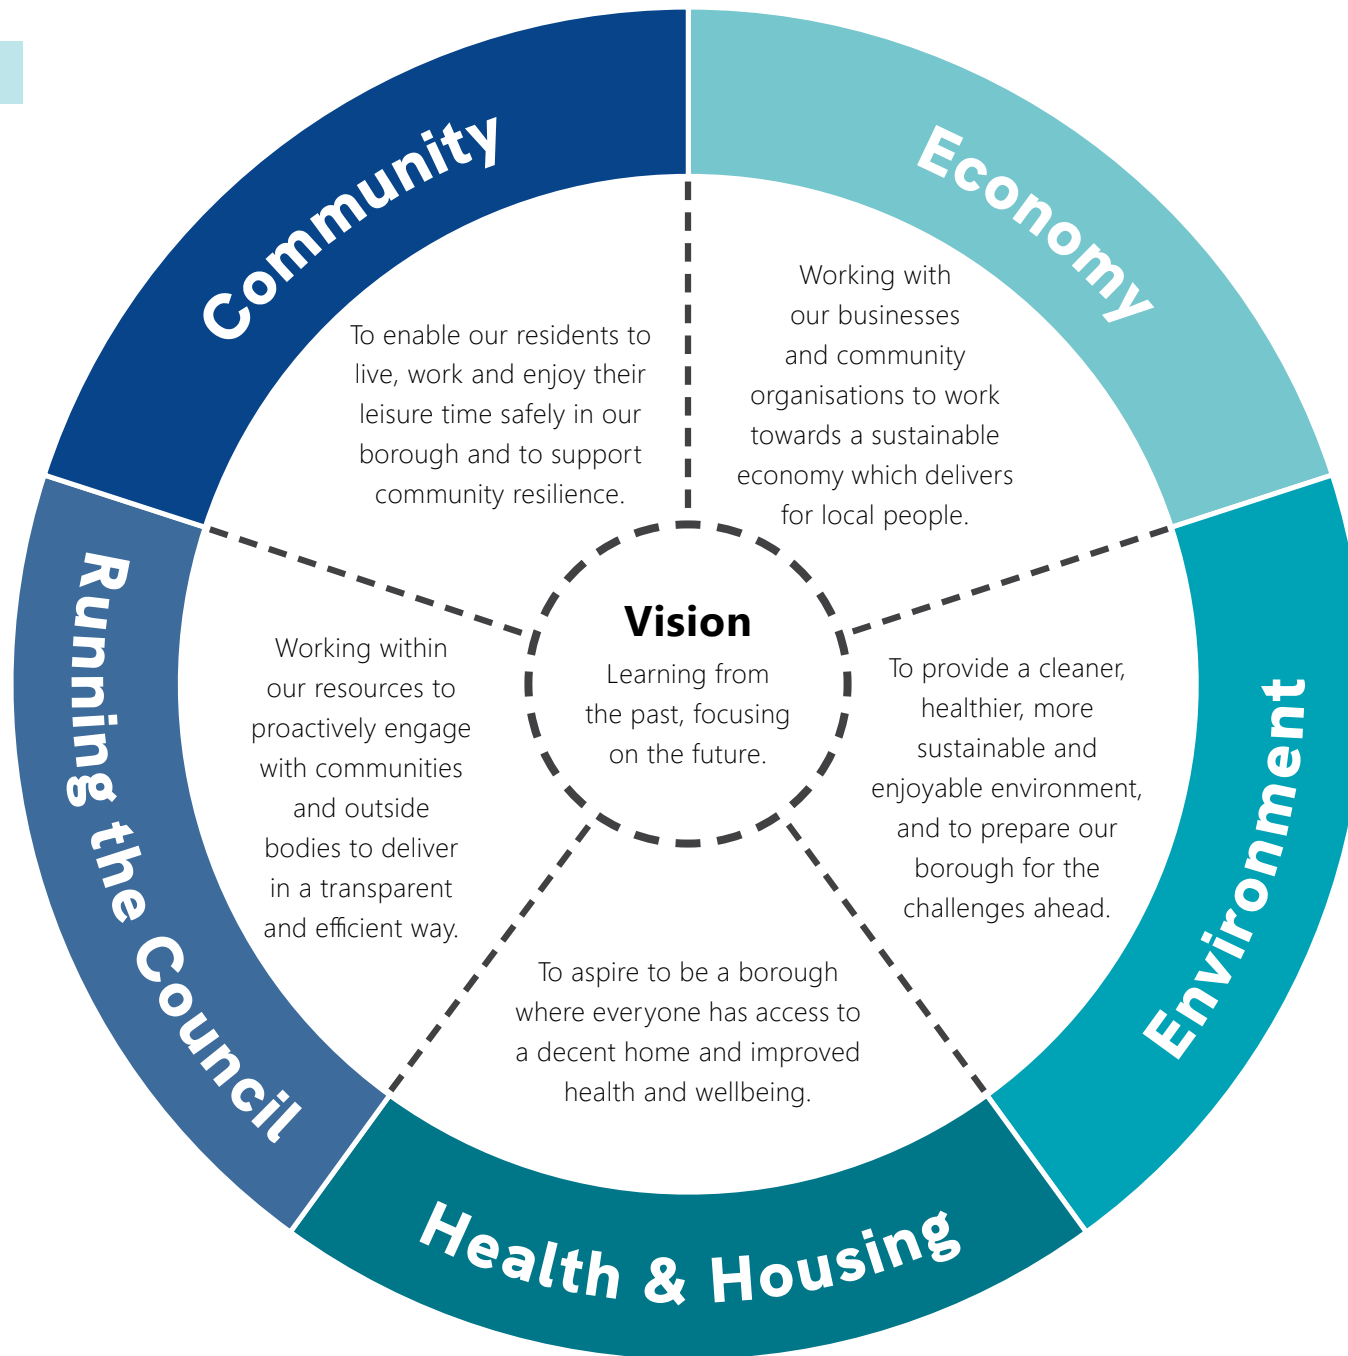 Community
To enable our residents to
live, work and enjoy their
leisure time safely in our
borough and to support
community resilience.
Economy
Working with
our businesses
and community
organisations to work
towards a sustainable
economy which delivers
for local people.
Vision
Learning from
the past, focusing
on the future.
Running the Council
Working within
our resources to
proactively engage
with communities
and outside
bodies to deliver
in a transparent
and efficient way.
Environment
To provide a cleaner,
healthier, more
sustainable and
enjoyable environment,
and to prepare our
borough for the
challenges ahead.
To aspire to be a borough
where everyone has access to
a decent home and improved
health and wellbeing.
Health & Housing